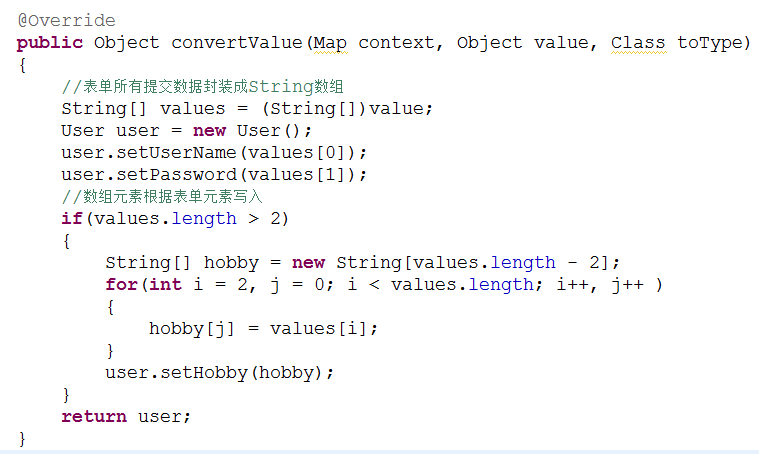 @Override
public Object convertValue(Map context, Object value, Class toType)
{
//表单所有提交数据封装成String数组
String[] values = (String[])value;
User user = new User();
user.setUserName(values[0]);
user.setPassword(values[1]);
//数组元素根据表单元素写入
if(values.length > 2)
{
String[] hobby = new String[values.length - 2];
for(int i = 2, j = 0; i < values.length; i++, j++ )
{
hobby[j] = values[i];
}
user.setHobby(hobby);
}
return user;
}